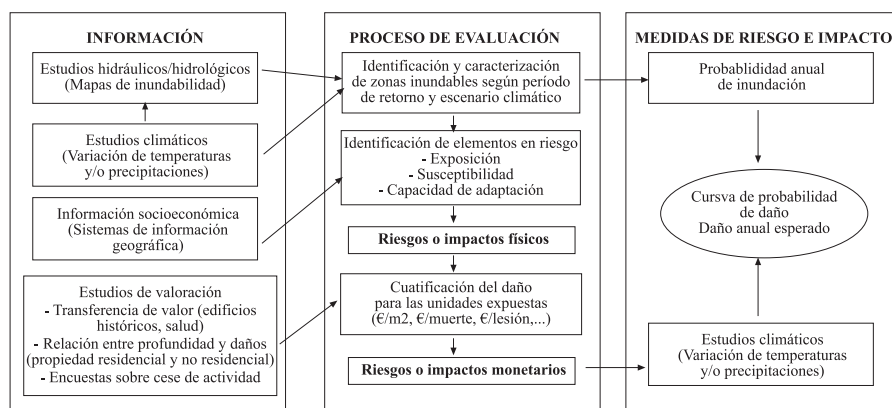 INFORMACIÓN
Estudios hidráulicos/hidrológicos
(Mapas de inundabilidad)
Estudios climáticos
(Variación de temperaturas
y/o precipitaciones)
Información socioeconómica
(Sistemas de información
geográfica)
Estudios de valoración
- Transferencia de valor (edificios
históricos, salud)
- Relación entre profundidad y daños
(propiedad residencial y no residencial)
- Encuestas sobre cese de actividad
PROCESO DE EVALUACIÓN
Identificación y caracterización
de zonas inundables según período
de retorno y escenario climático
Identificación de elementos en riesgo
- Exposición
- Susceptibilidad
- Capacidad de adaptación
Riesgos o impactos físicos
Cuatificación del daño
para las unidades expuestas
(€/m2, €/muerte, €/lesión,...)
Riesgos o impactos monetarios
MEDIDAS DE RIESGO E IMPACTO
Probablididad anual
de inundación
Cursva de probabilidad
de daño
Daño anual esperado
Estudios climáticos
(Variación de temperaturas
y/o precipitaciones)